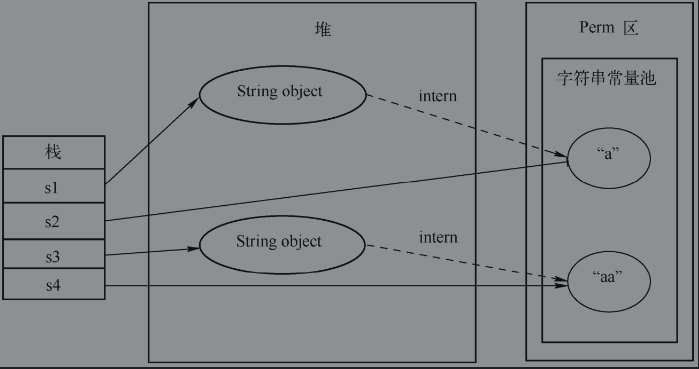 堆
Perm 区
字符串常量池
String object
intern
“a”
栈
s1
s2
s3
s4
String object
intern
“aa”